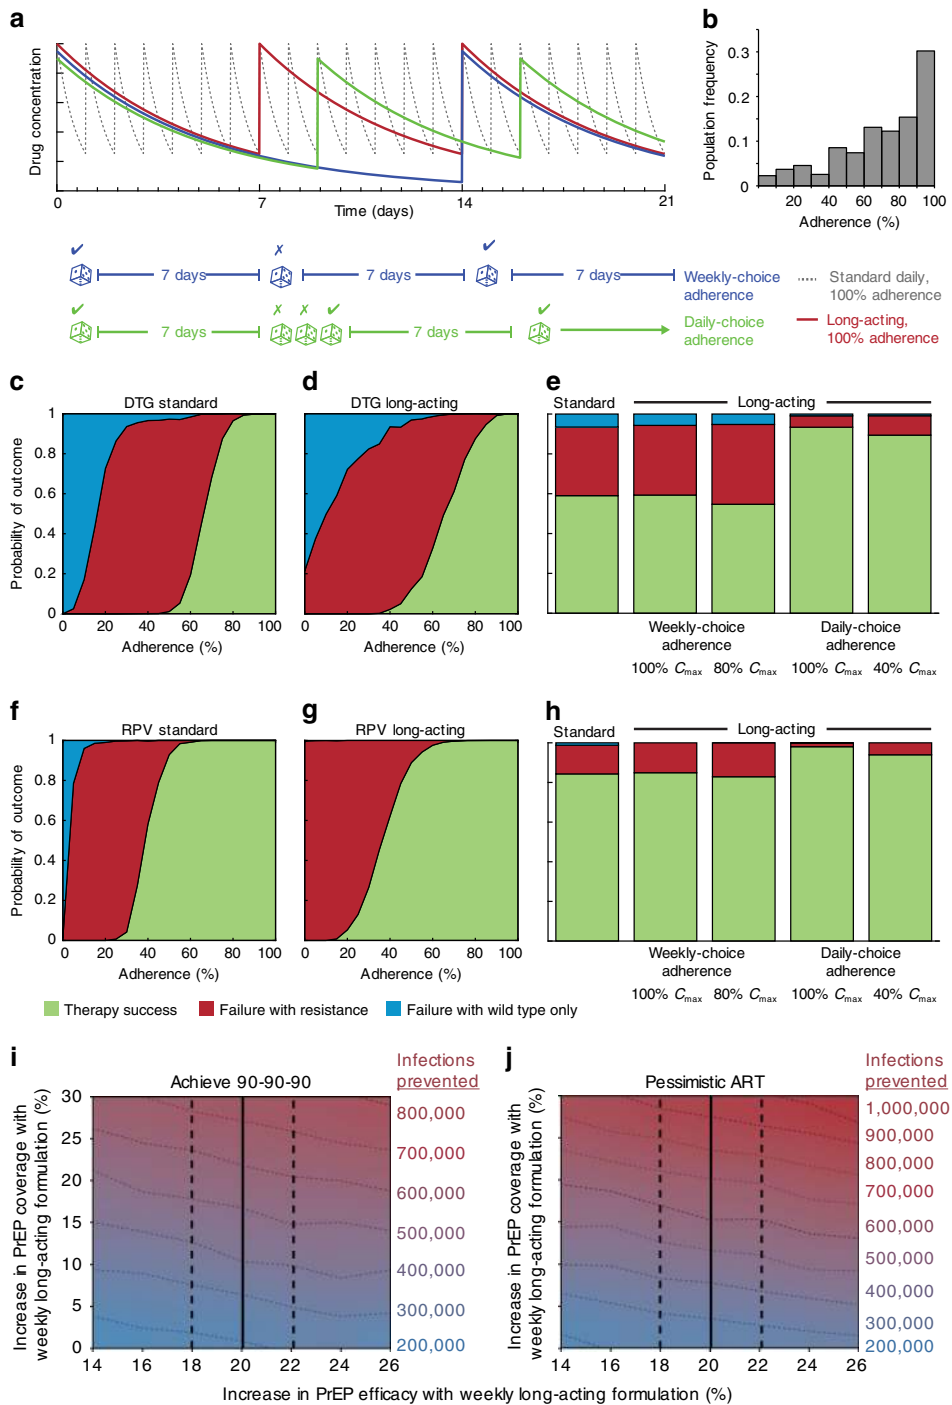 a
Drug concentration
0
7
14
21
Time (days)
b
Population frequency
0.3
0.2
0.1
0
20
40
60
80
100
Adherence (%)
✓
✗
✓
7 days
7 days
7 days
Weekly-choice
adherence
✓
✗
✗
✓
✓
7 days
7 days
Daily-choice
adherence
Standard daily,
100% adherence
Long-acting,
100% adherence
c
DTG standard
Probability of outcome
1
0.8
0.6
0.4
0.2
0
0
20
40
60
80
100
Adherence (%)
d
DTG long-acting
0
20
40
60
80
100
Adherence (%)
e
Standard
Long-acting
Weekly-choice
adherence
Daily-choice
adherence
100% Cmax
80% Cmax
100% Cmax
40% Cmax
f
RPV standard
Probability of outcome
1
0.8
0.6
0.4
0.2
0
0
20
40
60
80
100
Adherence (%)
g
RPV long-acting
0
20
40
60
80
100
Adherence (%)
h
Standard
Long-acting
Weekly-choice
adherence
Daily-choice
adherence
100% Cmax
80% Cmax
100% Cmax
40% Cmax
Therapy success
Failure with resistance
Failure with wild type only
i
Achieve 90-90-90
Infections
prevented
Increase in PrEP coverage with
weekly long-acting formulation (%)
30
25
20
15
10
5
0
14
16
18
20
22
24
26
800,000
700,000
600,000
500,000
400,000
300,000
200,000
j
Pessimistic ART
Infections
prevented
Increase in PrEP coverage with
weekly long-acting formulation (%)
14
16
18
20
22
24
26
1,000,000
900,000
800,000
700,000
600,000
500,000
400,000
300,000
200,000
Increase in PrEP efficacy with weekly long-acting formulation (%)